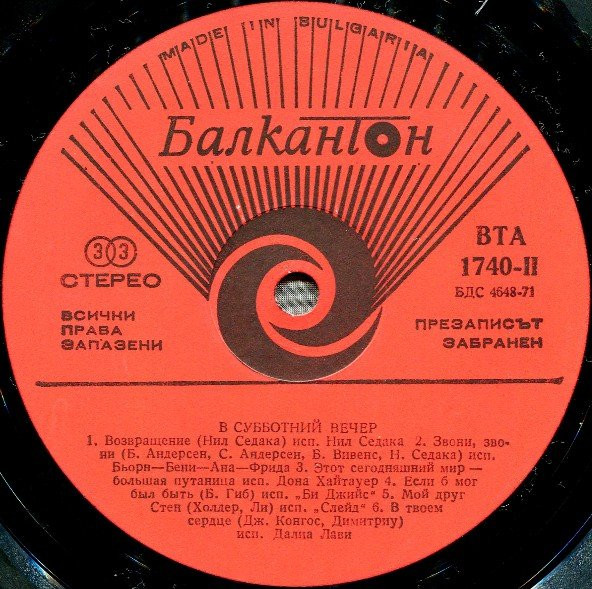 MADE IN BULGARIA
Балкантон
33
СТЕРЕО
ВСИЧКИ
ПРАВА
ЗАПАЗЕНИ
ВТА
1740-II
БДС 4648-71
ПРЕЗАПИСЪТ
ЗАБРАНЕН
В СУББОТНИЙ ВЕЧЕР
1. Возвращение (Нил Седака) исп. Нил Седака 2. Звони, зво-
ни (Б. Андерсен, С. Андерсен, Б. Вивенс, Н. Седака) исп.
Бьорн—Бени—Ана—Фрида 3. Этот сегодняшний мир —
большая путаница исп. Дона Хайтауер 4. Если б мог
был быть (Б. Гиб) исп. „Би Джийс" 5. Мой друг
Стен (Холлер, Ли) исп. „Слейд" 6. В твоем
сердце (Дж. Конгос, Димитриу)
исп. Далца Лави